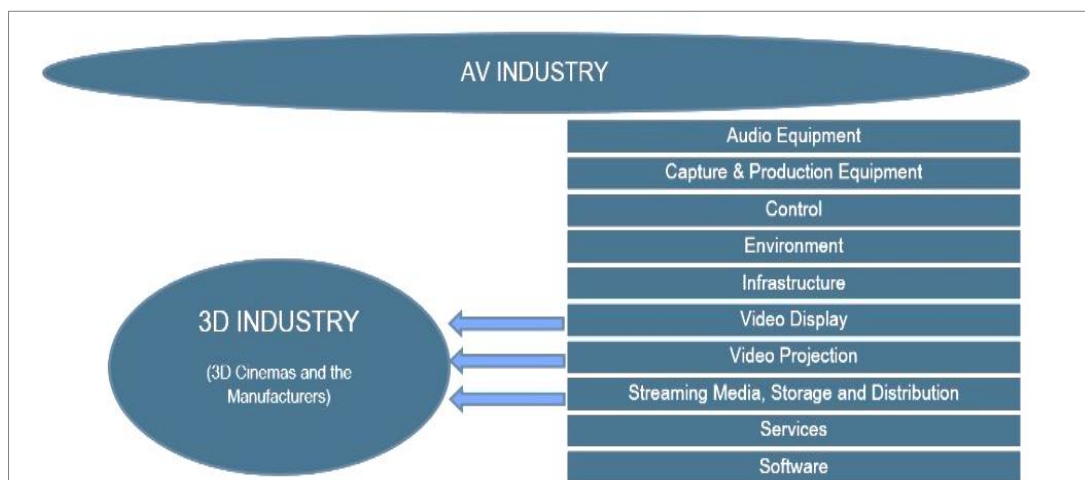 AV INDUSTRY
Audio Equipment
Capture & Production Equipment
Control
Environment
Infrastructure
Video Display
Video Projection
Streaming Media, Storage and Distribution
Services
Software
3D INDUSTRY
(3D Cinemas and the
Manufacturers)